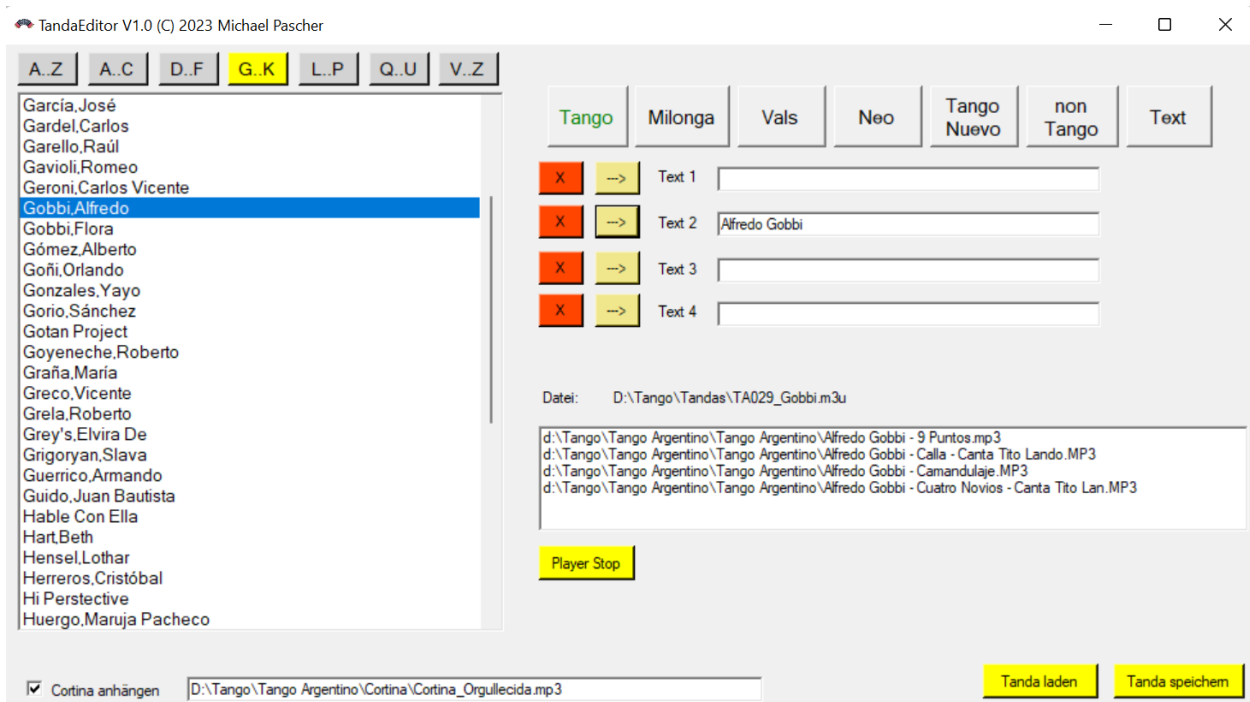 TandaEditor V1.0 (C) 2023 Michael Pascher
A..Z A..C D..F G..K L..P Q..U V..Z
García,José
Gardel,Carlos
Garello,Raúl
Gavioli,Romeo
Geroni,Carlos Vicente
Gobbi,Alfredo
Gobbi,Flora
Gómez,Alberto
Goñi,Orlando
Gonzales,Yayo
Gorio,Sánchez
Gotan Project
Goyeneche,Roberto
Graña,María
Greco,Vicente
Grela,Roberto
Grey's,Elvira De
Grigoryan,Slava
Guerrico,Armando
Guido,Juan Bautista
Hable Con Ella
Hart,Beth
Hensel,Lothar
Herreros,Cristóbal
Hi Perstective
Huergo,Maruja Pacheco
Tango Milonga Vals Neo Tango Nuevo non Tango Text
X ---> Text 1
X ---> Text 2 Alfredo Gobbi
X ---> Text 3
X ---> Text 4
Datei: D:\Tango\Tandas\TA029_Gobbi.m3u
d:\Tango\Tango Argentino\Tango Argentino\Alfredo Gobbi - 9 Puntos.mp3
d:\Tango\Tango Argentino\Tango Argentino\Alfredo Gobbi - Calla - Canta Tito Lando.MP3
d:\Tango\Tango Argentino\Tango Argentino\Alfredo Gobbi - Camandulaje.MP3
d:\Tango\Tango Argentino\Tango Argentino\Alfredo Gobbi - Cuatro Novios - Canta Tito Lan.MP3
Player Stop
Cortina anhängen D:\Tango\Tango Argentino\Cortina\Cortina_Orgullecida.mp3
Tanda laden Tanda speichern